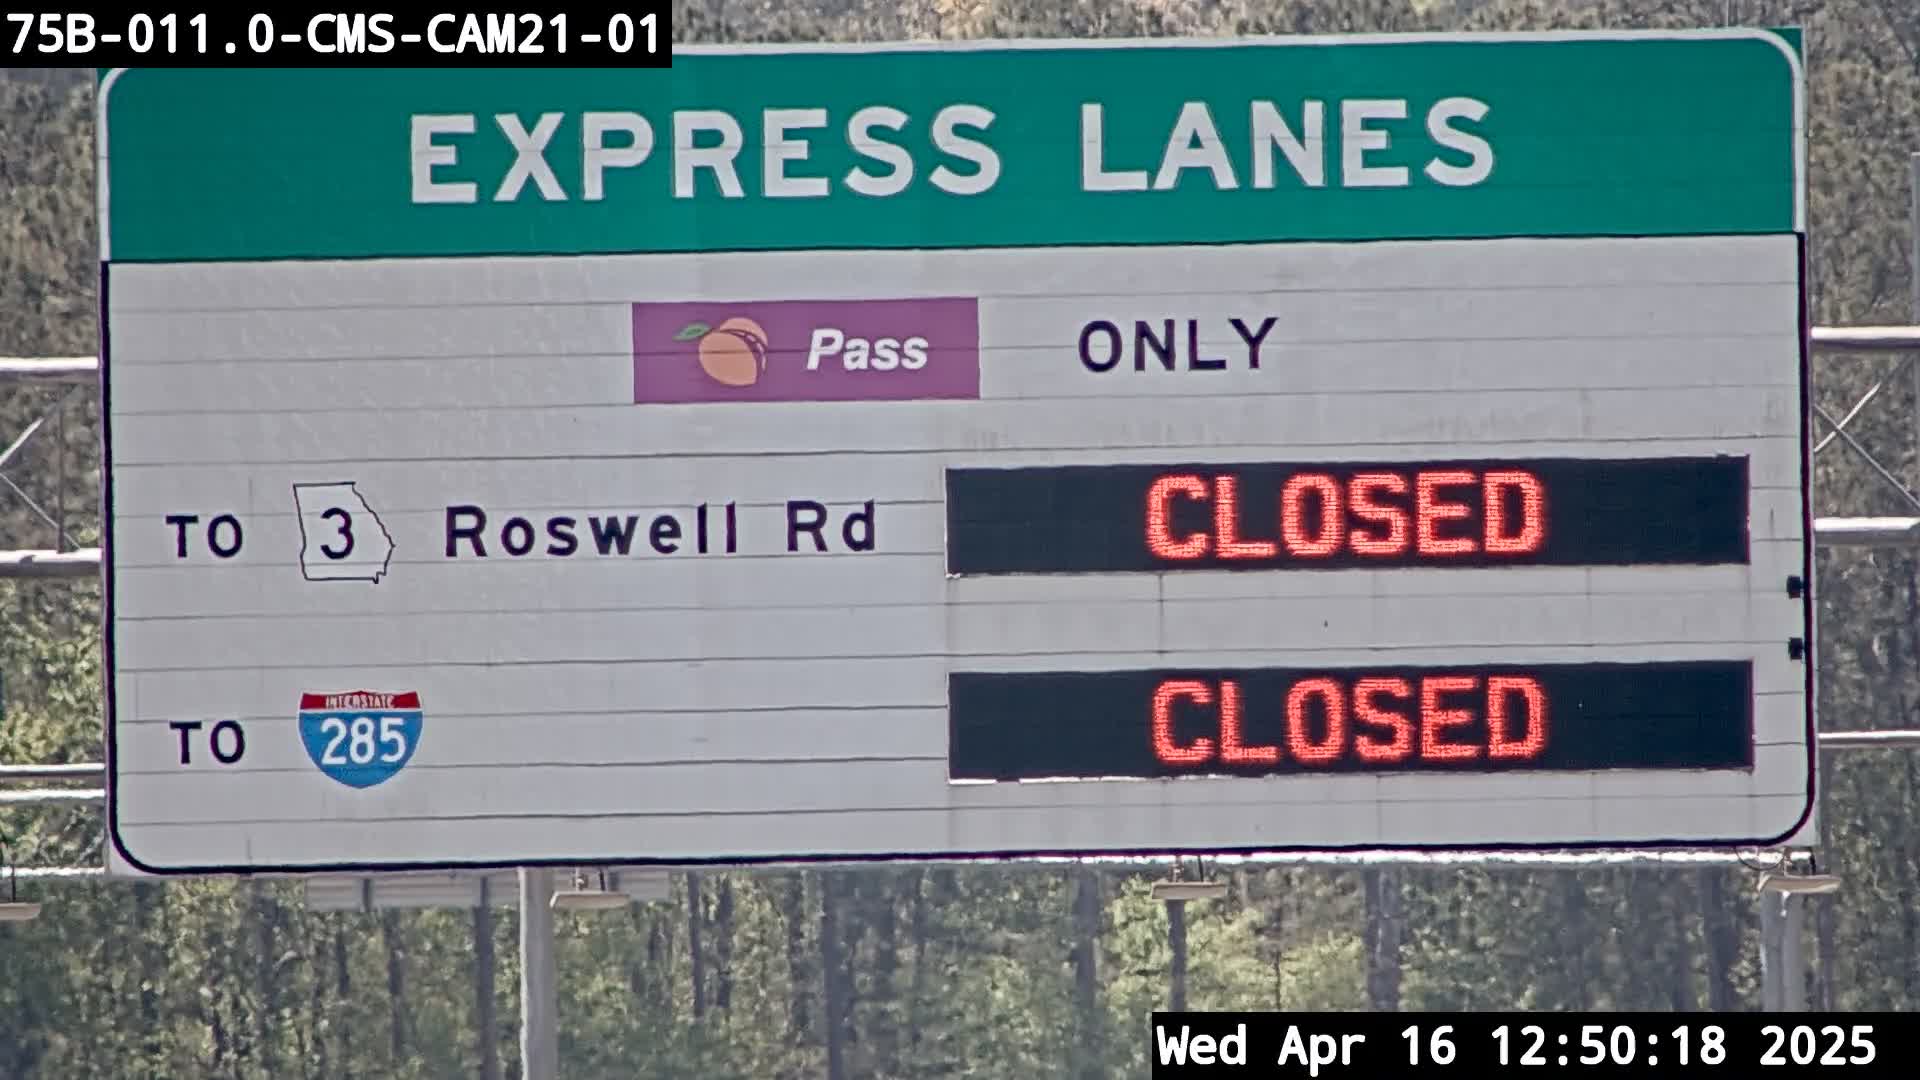 75B-011.0-CMS-CAM21-01
EXPRESS LANES
Pass ONLY
TO 3 Roswell Rd CLOSED
TO INTERSTATE 285 CLOSED
Wed Apr 16 12:50:18 2025